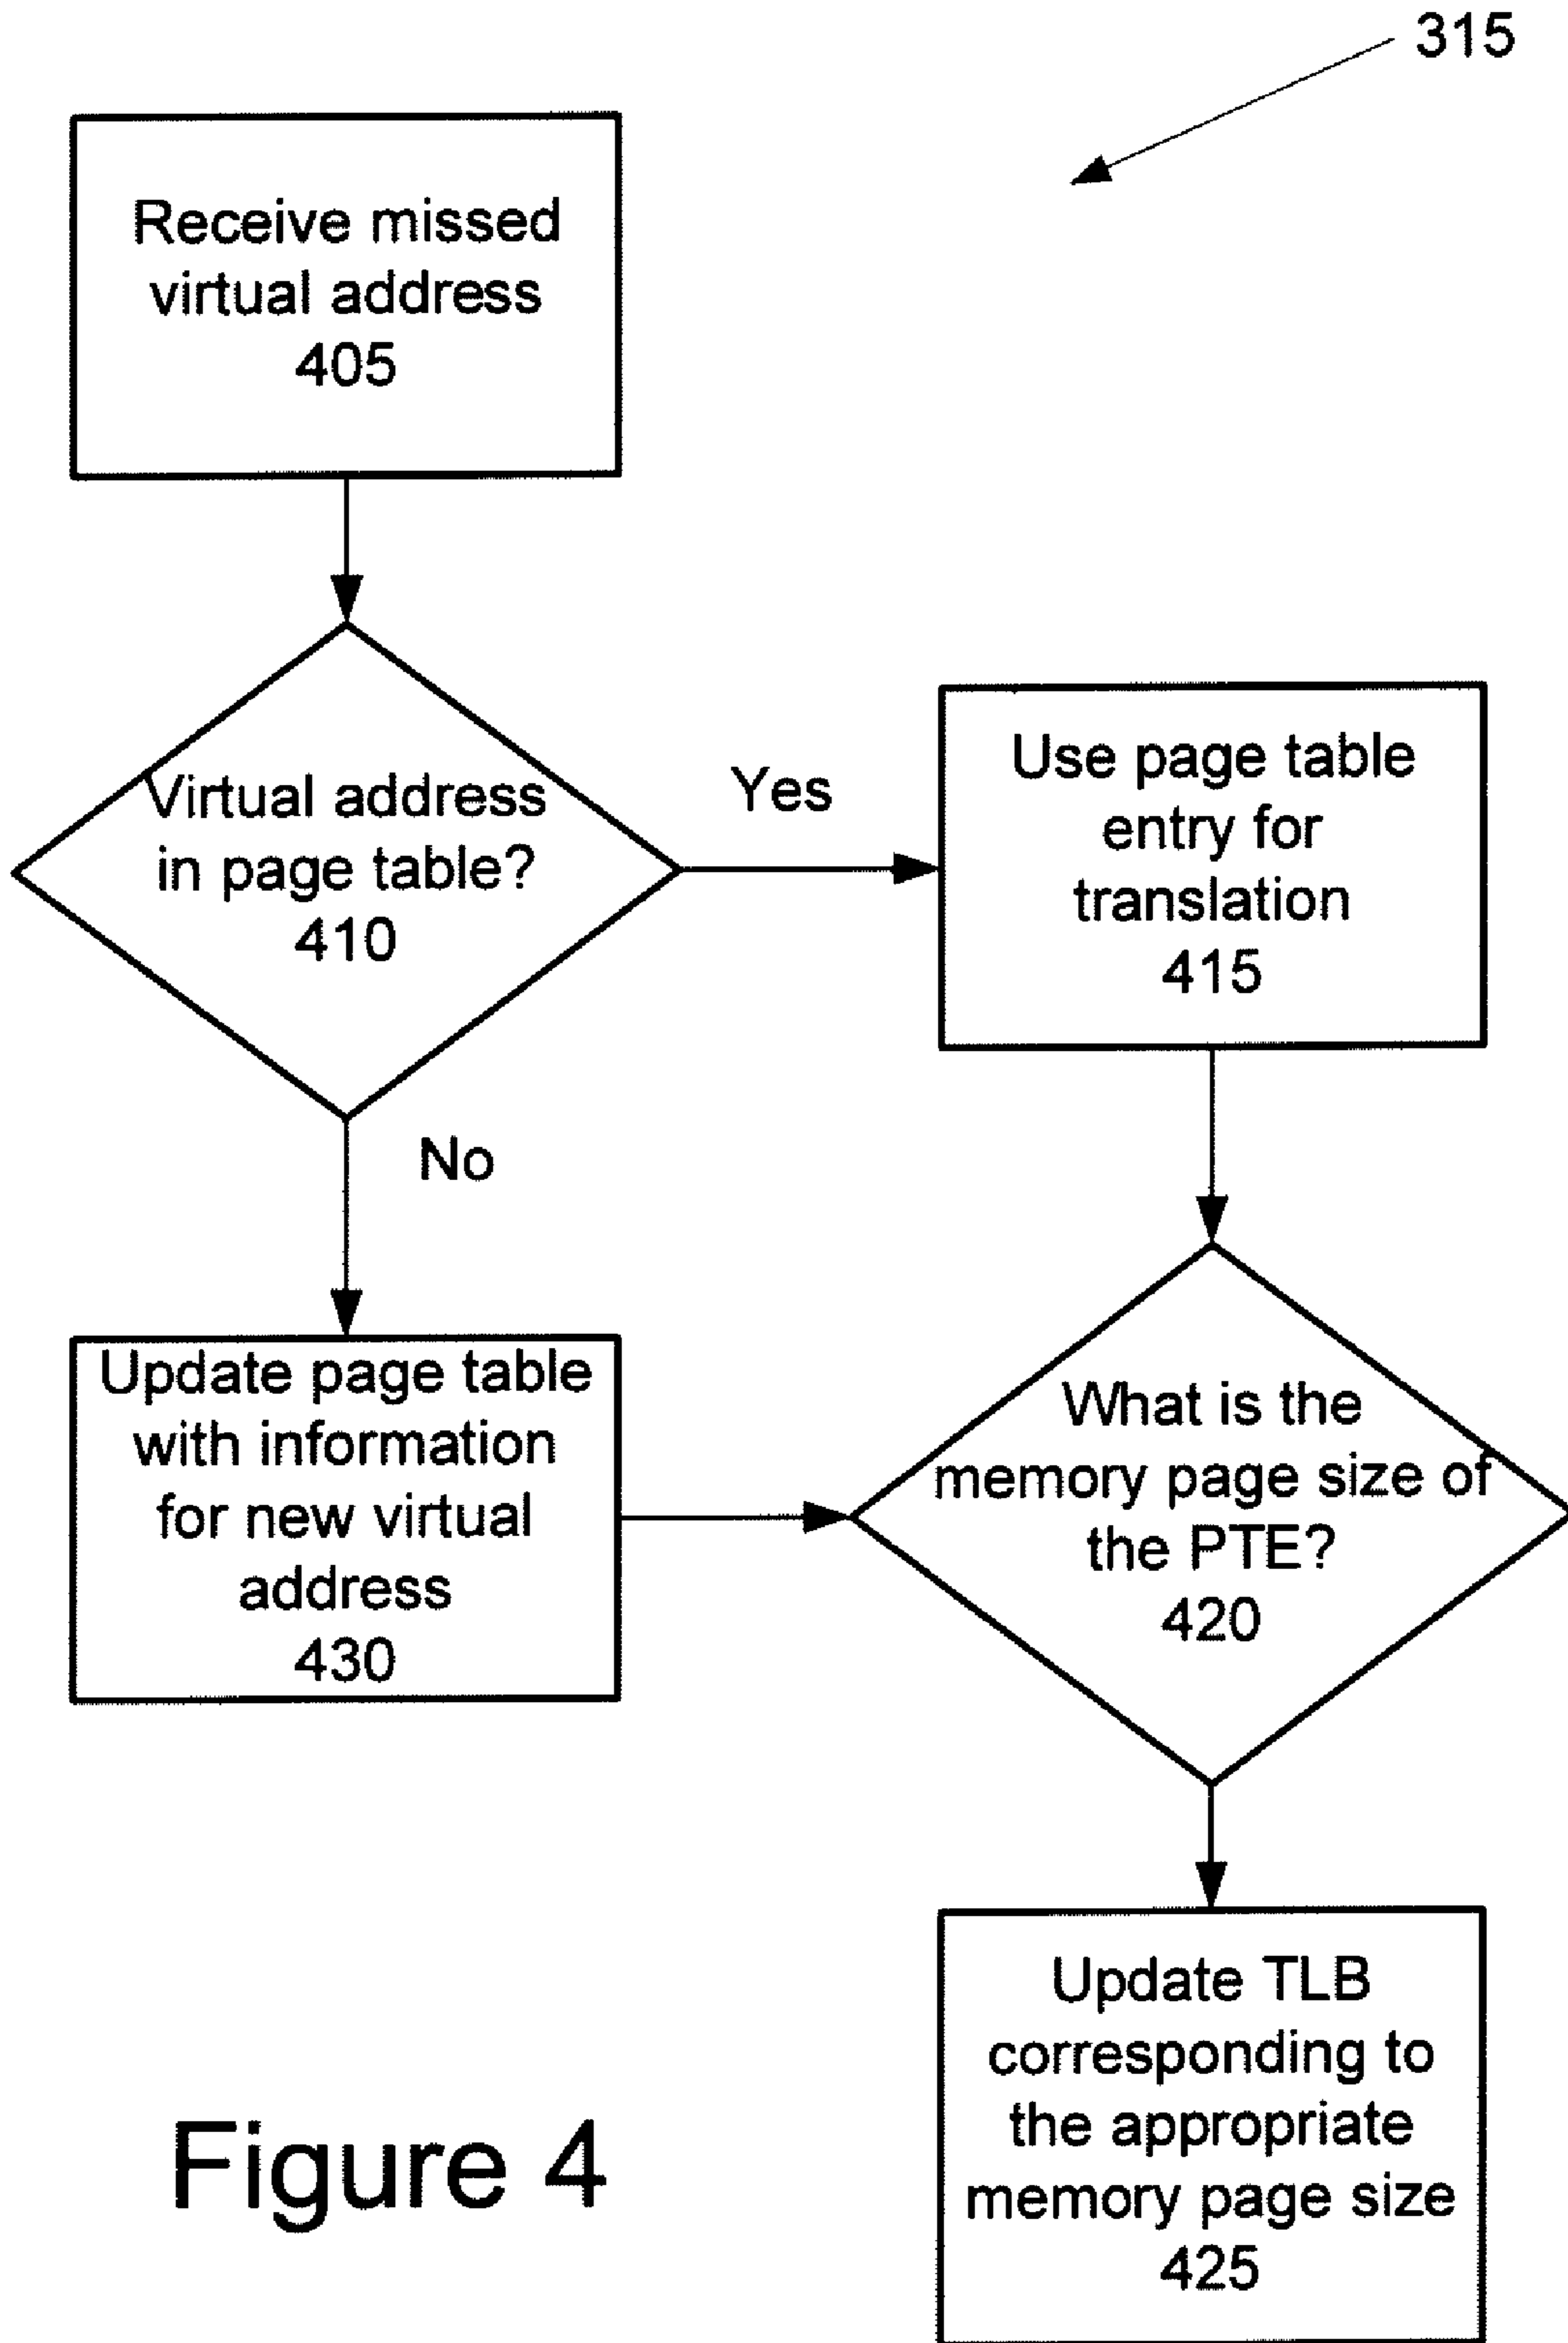 315
Receive missed
virtual address
405
Virtual address
in page table?
410
Yes
Use page table
entry for
translation
415
No
Update page table
with information
for new virtual
address
430
What is the
memory page size of
the PTE?
420
Update TLB
corresponding to
the appropriate
memory page size
425
Figure 4